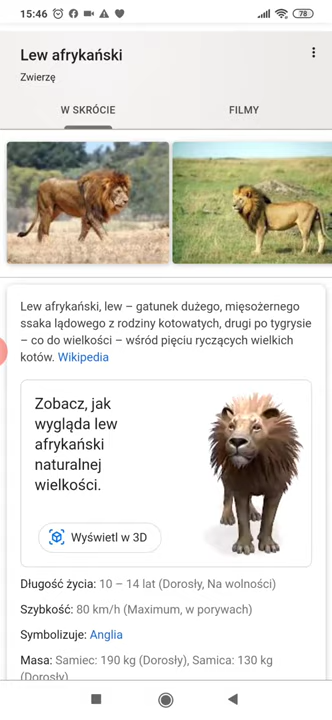 15:46
78
Lew afrykański
Zwierzę
W SKRÓCIE
FILMY
Lew afrykański, lew – gatunek dużego, mięsożernego
ssaka lądowego z rodziny kotowatych, drugi po tygrysie
– co do wielkości – wśród pięciu ryczących wielkich
kotów. Wikipedia
Zobacz, jak
wygląda lew
afrykański
naturalnej
wielkości.
Wyświetl w 3D
Długość życia: 10 – 14 lat (Dorosły, Na wolności)
Szybkość: 80 km/h (Maximum, w porywach)
Symbolizuje: Anglia
Masa: Samiec: 190 kg (Dorosły), Samica: 130 kg
(Dorosły)